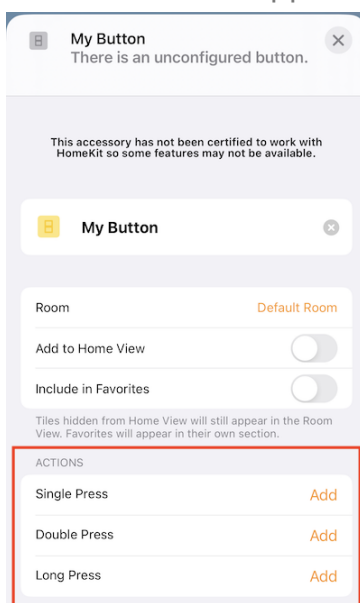 My Button
There is an unconfigured button.
This accessory has not been certified to work with
HomeKit so some features may not be available.
My Button
Room
Default Room
Add to Home View
Include in Favorites
Tiles hidden from Home View will still appear in the Room
View. Favorites will appear in their own section.
ACTIONS
Single Press
Add
Double Press
Add
Long Press
Add